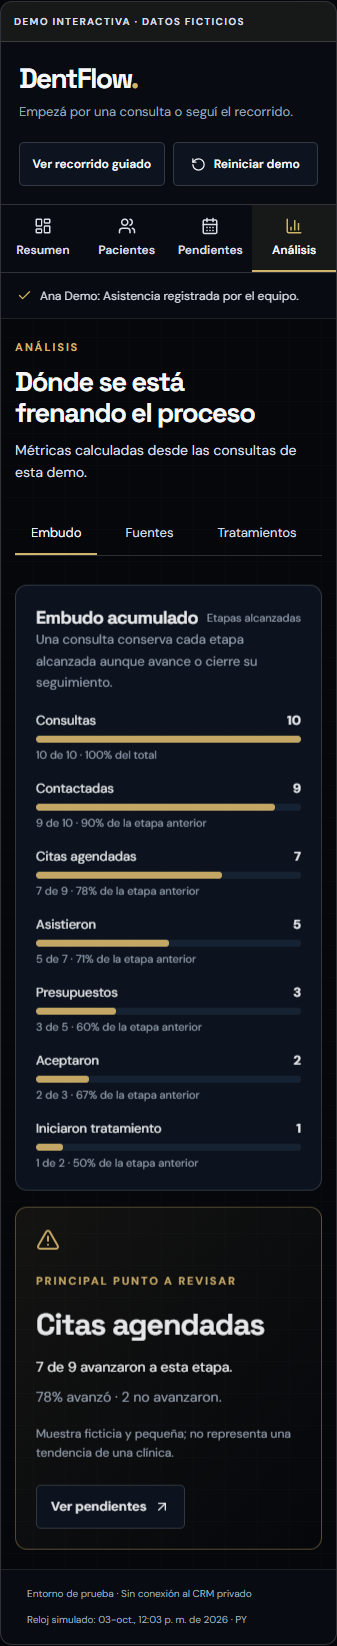 DEMO INTERACTIVA · DATOS FICTICIOS
DentFlow.
Empezá por una consulta o seguí el recorrido.
Ver recorrido guiado
Reiniciar demo
Resumen
Pacientes
Pendientes
Análisis
Ana Demo: Asistencia registrada por el equipo.
ANÁLISIS
Dónde se está
frenando el proceso
Métricas calculadas desde las consultas de
esta demo.
Embudo
Fuentes
Tratamientos
Embudo acumulado
Etapas alcanzadas
Una consulta conserva cada etapa
alcanzada aunque avance o cierre su
seguimiento.
Consultas 10
10 de 10 · 100% del total
Contactadas 9
9 de 10 · 90% de la etapa anterior
Citas agendadas 7
7 de 9 · 78% de la etapa anterior
Asistieron 5
5 de 7 · 71% de la etapa anterior
Presupuestos 3
3 de 5 · 60% de la etapa anterior
Aceptaron 2
2 de 3 · 67% de la etapa anterior
Iniciaron tratamiento 1
1 de 2 · 50% de la etapa anterior
PRINCIPAL PUNTO A REVISAR
Citas agendadas
7 de 9 avanzaron a esta etapa.
78% avanzó · 2 no avanzaron.
Muestra ficticia y pequeña; no representa una
tendencia de una clínica.
Ver pendientes
Entorno de prueba · Sin conexión al CRM privado
Reloj simulado: 03-oct., 12:03 p. m. de 2026 · PY